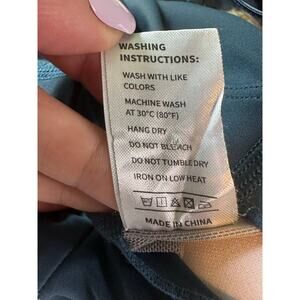 WASHING
INSTRUCTIONS:
WASH WITH LIKE
COLORS
MACHINE WASH
AT 30°C (80°F)
HANG DRY
DO NOT BLEACH
DO NOT TUMBLE DRY
IRON ON LOW HEAT
MADE IN CHINA